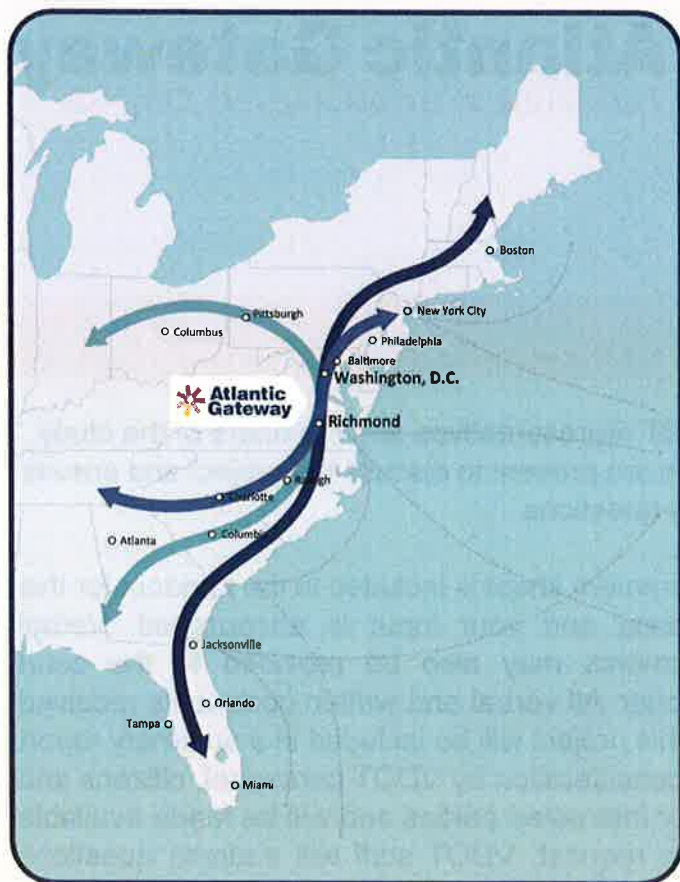 Boston
Pittsburgh
New York City
Columbus
Philadelphia
Baltimore
Washington, D.C.
Atlantic
Gateway
Richmond
Raleigh
Charlotte
Columbia
Atlanta
Jacksonville
Orlando
Tampa
Miami